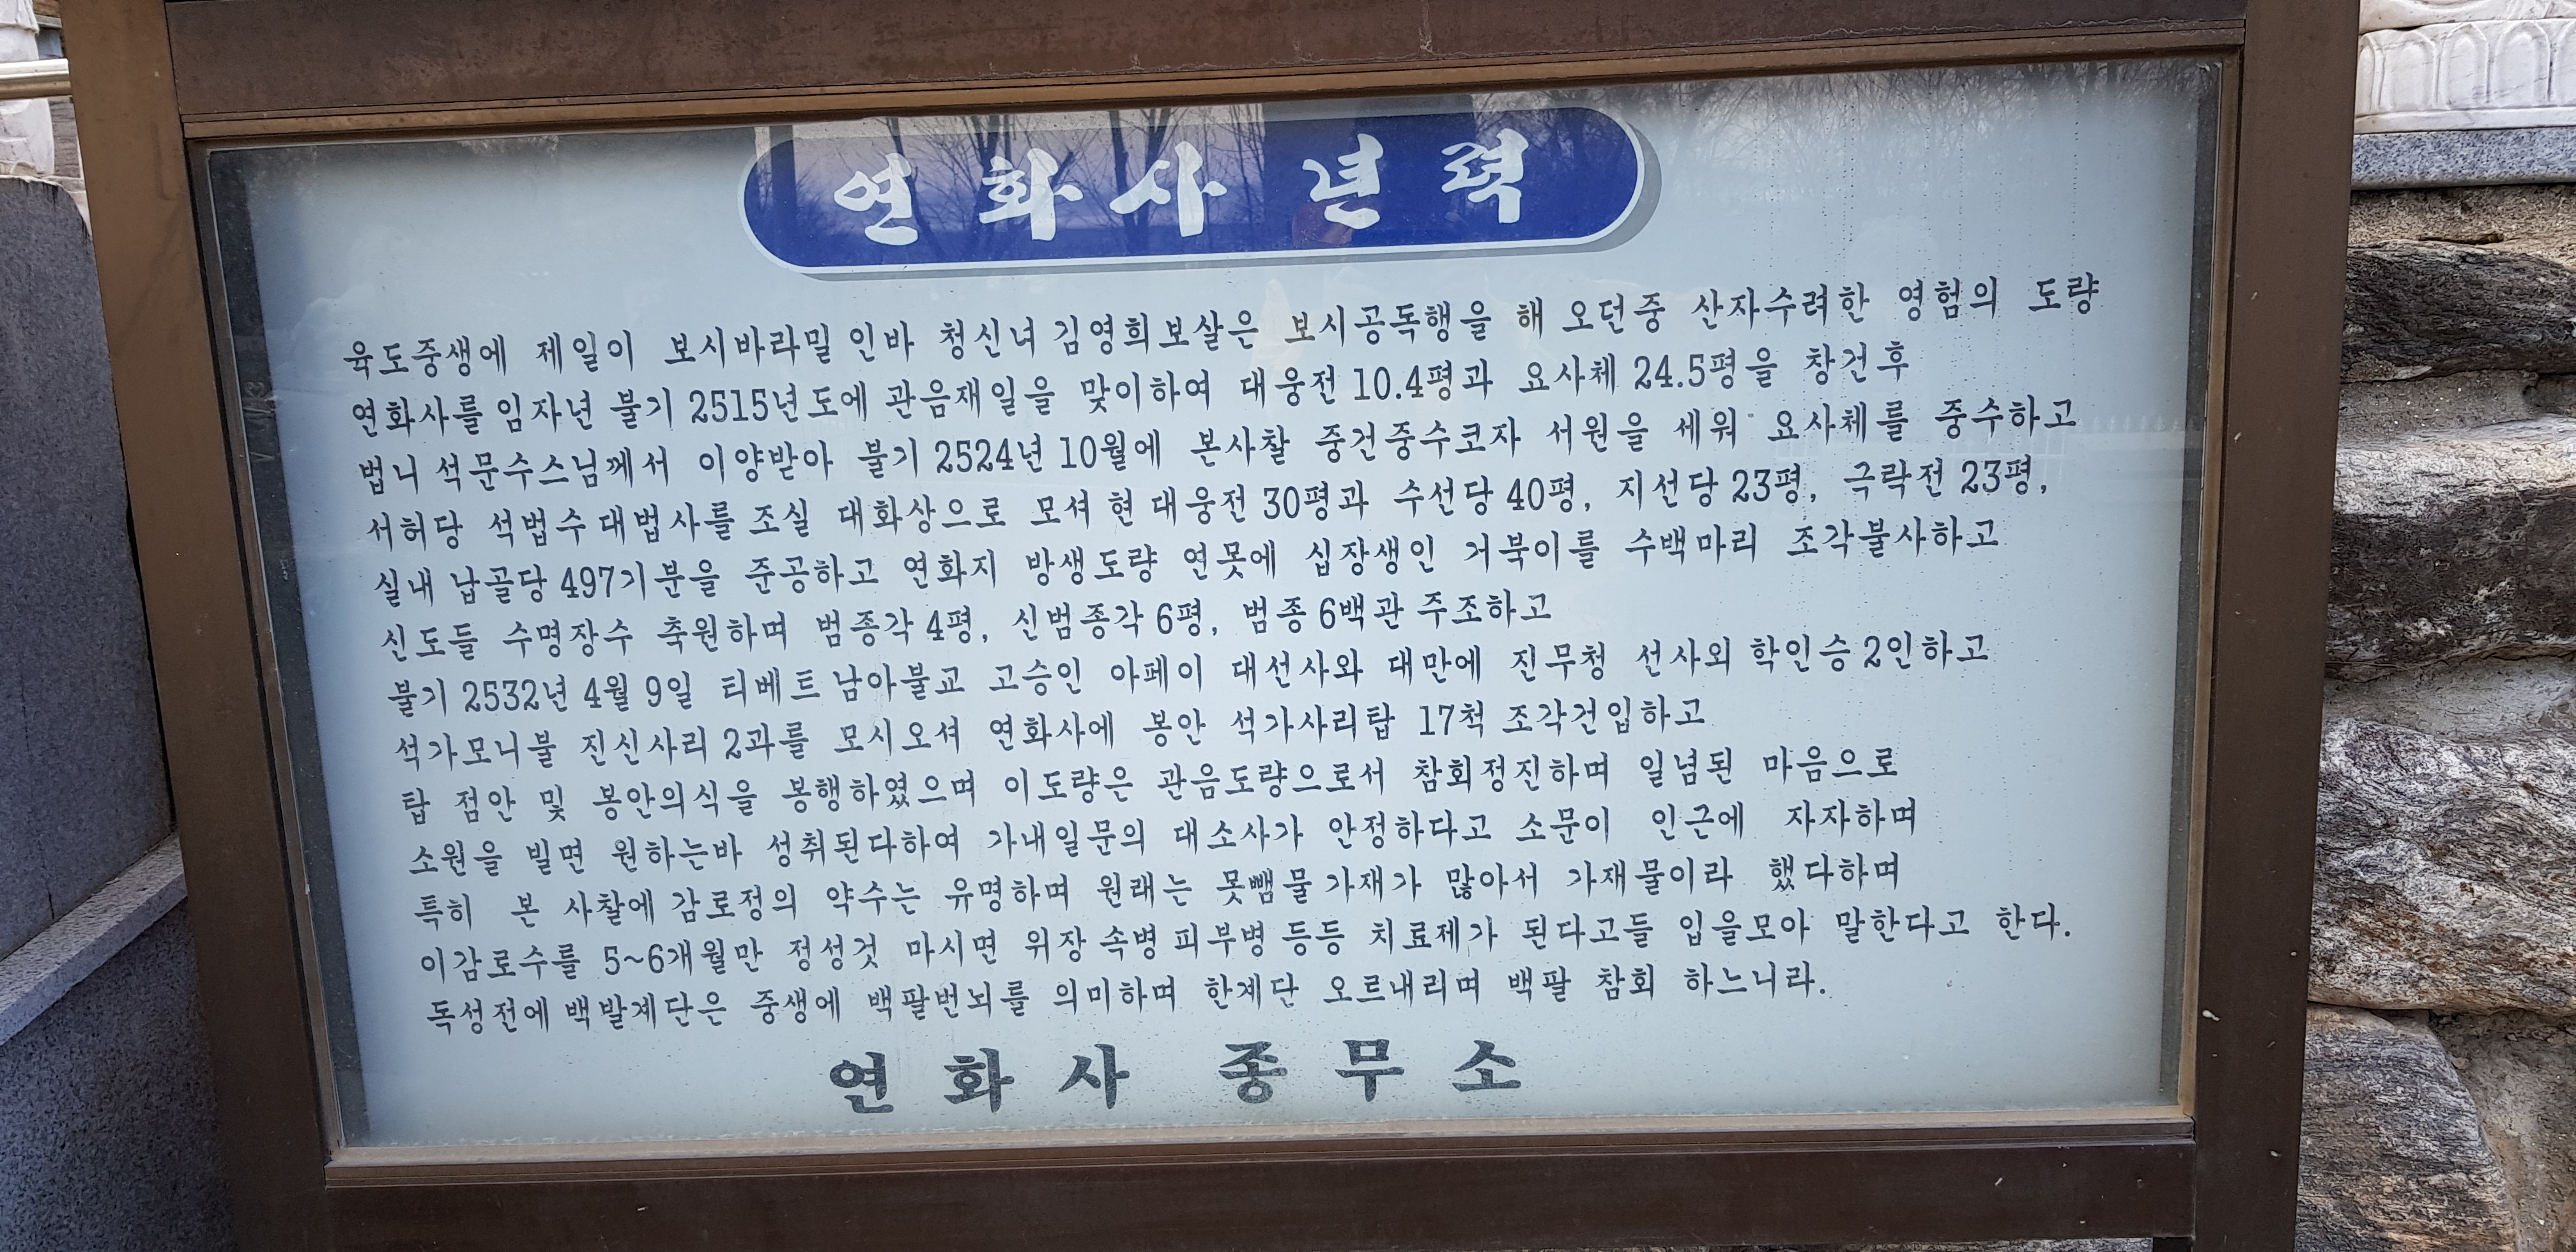 연화사 년력
육도중생에 제일이 보시바라밀 인바 청신녀 김영희보살은 보시공독행을 해 오던중 산자수려한 영험의 도량
연화사를 임자년 불기 2515년도에 관음재일을 맞이하여 대웅전 10.4평과 요사체 24.5평을 창건후
법니 석문수스님께서 이양받아 불기 2524년 10월에 본사찰 중건중수코자 서원을 세워 요사체를 중수하고
서허당 석법수대법사를 조실 대화상으로 모셔 현 대웅전 30평과 수선당 40평, 지선당 23평, 극락전 23평,
실내 납골당 497기분을 준공하고 연화지 방생도량 연못에 십장생인 거북이를 수백마리 조각불사하고
신도들 수명장수 축원하며 범종각 4평, 신범종각 6평, 범종 6백관 주조하고
불기 2532년 4월 9일 티베트 남아불교 고승인 아페이 대선사와 대만에 진무청 선사외 학인승 2인하고
석가모니불 진신사리 2과를 모시오셔 연화사에 봉안 석가사리탑 17척 조각건입하고
탑 점안 및 봉안의식을 봉행하였으며 이도량은 관음도량으로서 참회정진하며 일념된 마음으로
소원을 빌면 원하는바 성취된다하여 가내일문의 대소사가 안정하다고 소문이 인근에 자자하며
특히 본 사찰에 감로정의 약수는 유명하며 원래는 못뺌물 가재가 많아서 가재물이라 했다하며
이감로수를 5~6개월만 정성것 마시면 위장 속병 피부병 등등 치료제가 된다고들 입을모아 말한다고 한다.
독성전에 백발계단은 중생에 백팔번뇌를 의미하며 한계단 오르내리며 백팔 참회 하느니라.
연화사 종무소